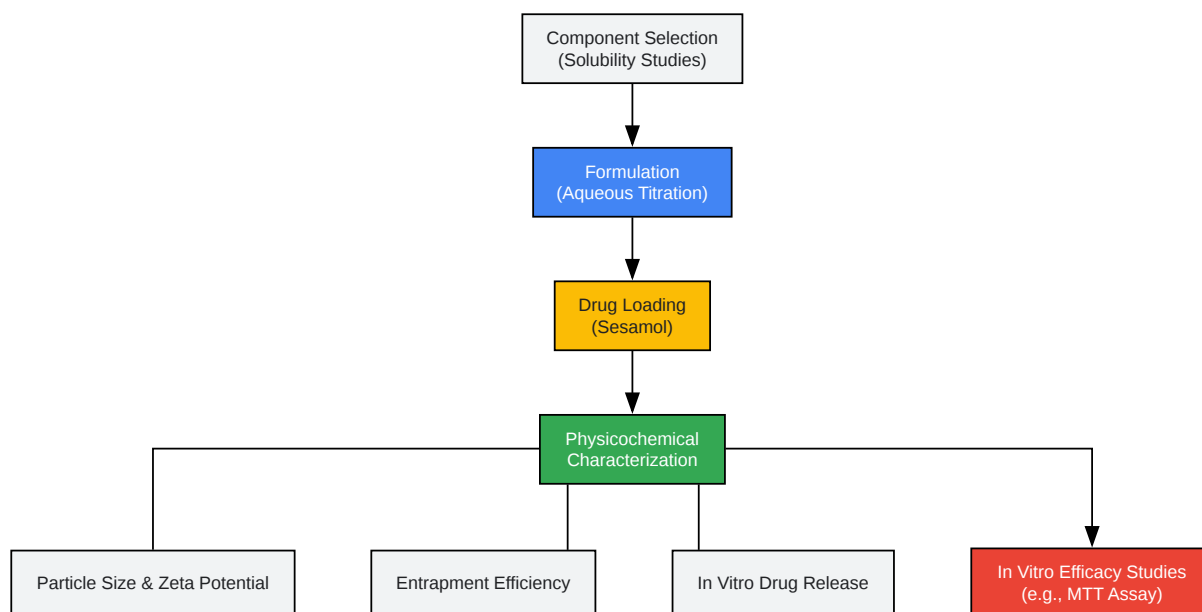 Component Selection
(Solubility Studies)
Formulation
(Aqueous Titration)
Drug Loading
(Sesamol)
Physicochemical
Characterization
Particle Size & Zeta Potential
Entrapment Efficiency
In Vitro Drug Release
In Vitro Efficacy Studies
(e.g., MTT Assay)